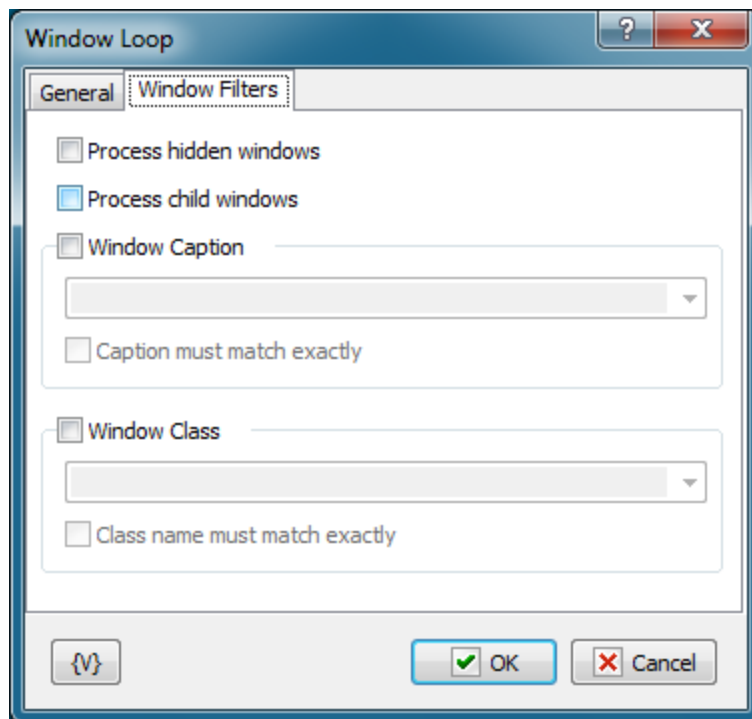 Window Loop
?
General Window Filters
Process hidden windows
Process child windows
Window Caption
Caption must match exactly
Window Class
Class name must match exactly
{V} OK Cancel